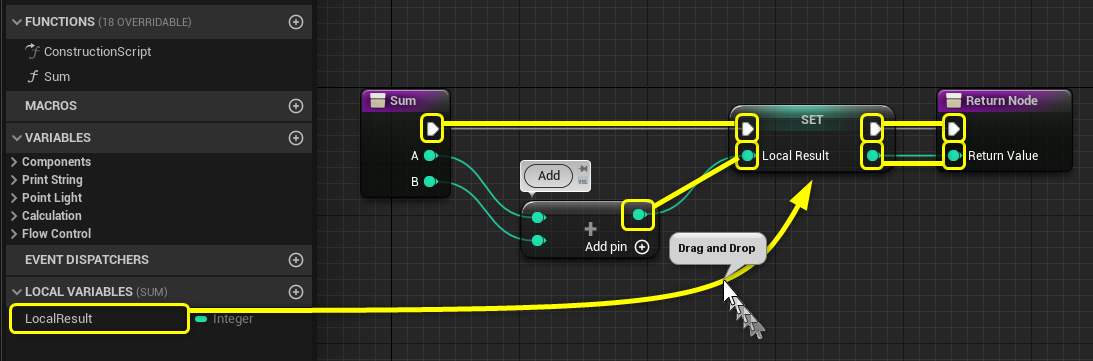 FUNCTIONS (18 OVERRIDABLE)
ConstructionScript
Sum
MACROS
VARIABLES
Components
Print String
Point Light
Calculation
Flow Control
EVENT DISPATCHERS
LOCAL VARIABLES (SUM)
LocalResult
Integer
Sum
A
B
Add
Add pin
SET
Local Result
Return Node
Return Value
Drag and Drop